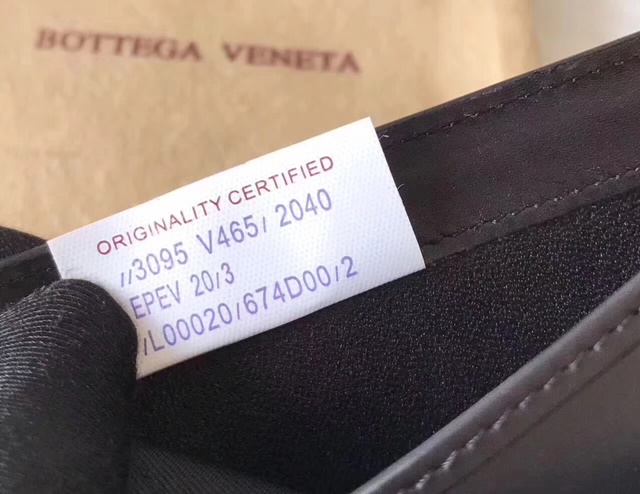 BOTTEGA VENETA
ORIGINALITY CERTIFIED
//3095 V465/ 2040
EPEV 20/3
/L00020/674D00/2